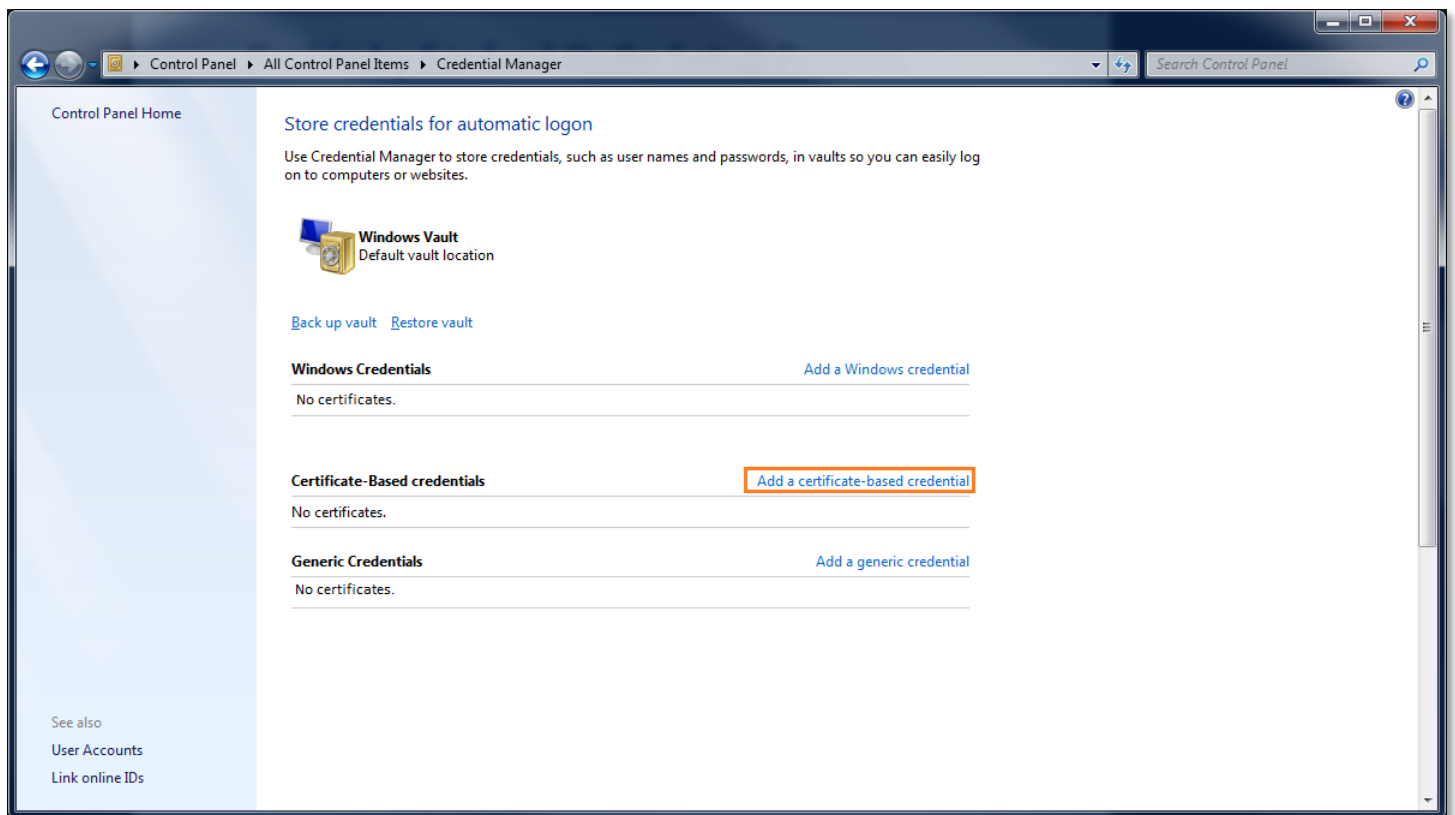 Control Panel ▸ All Control Panel Items ▸ Credential Manager
Search Control Panel
Control Panel Home
Store credentials for automatic logon
Use Credential Manager to store credentials, such as user names and passwords, in vaults so you can easily log
on to computers or websites.
Windows Vault
Default vault location
Back up vault Restore vault
Windows Credentials Add a Windows credential
No certificates.
Certificate-Based credentials Add a certificate-based credential
No certificates.
Generic Credentials Add a generic credential
No certificates.
See also
User Accounts
Link online IDs